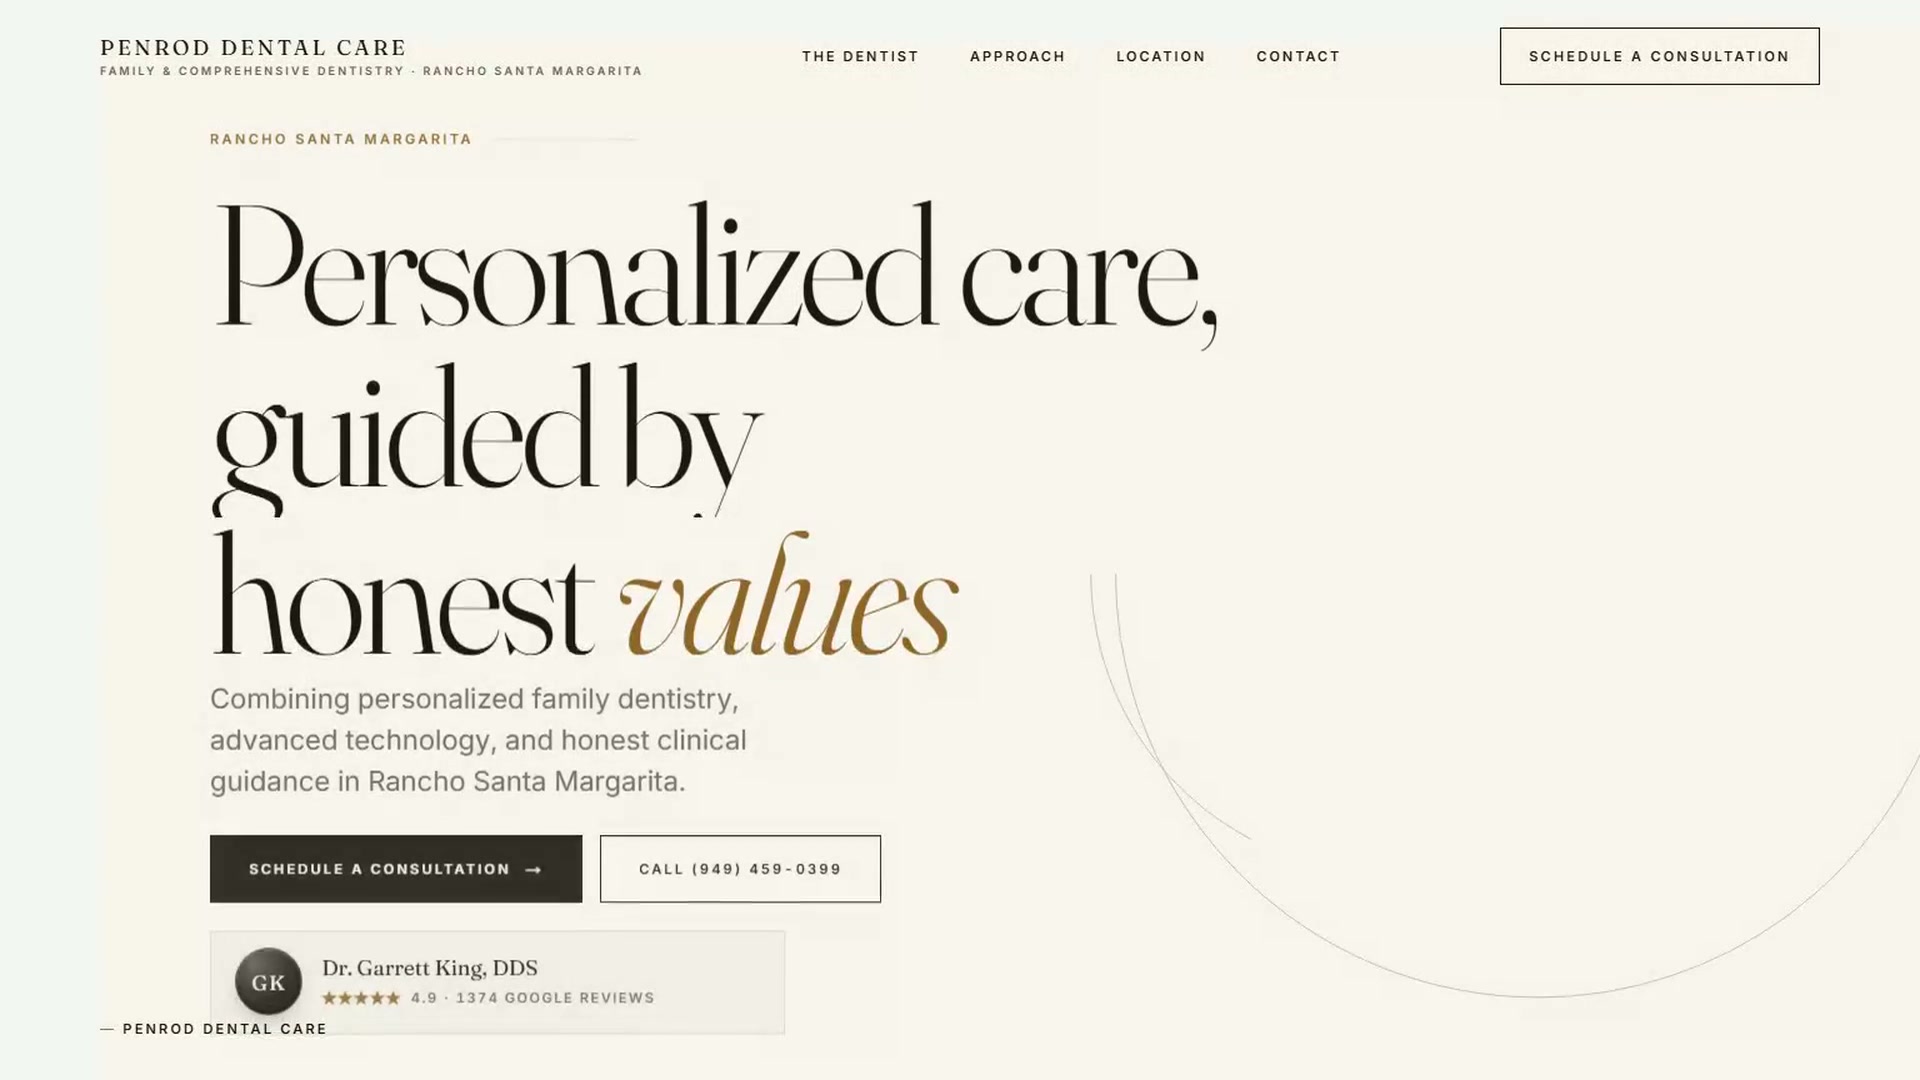 PENROD DENTAL CARE
FAMILY & COMPREHENSIVE DENTISTRY · RANCHO SANTA MARGARITA
THE DENTIST
APPROACH
LOCATION
CONTACT
SCHEDULE A CONSULTATION
RANCHO SANTA MARGARITA
Personalized care,
guided by
honest values
Combining personalized family dentistry,
advanced technology, and honest clinical
guidance in Rancho Santa Margarita.
SCHEDULE A CONSULTATION →
CALL (949) 459-0399
GK
Dr. Garrett King, DDS
★★★★★ 4.9 · 1374 GOOGLE REVIEWS
— PENROD DENTAL CARE